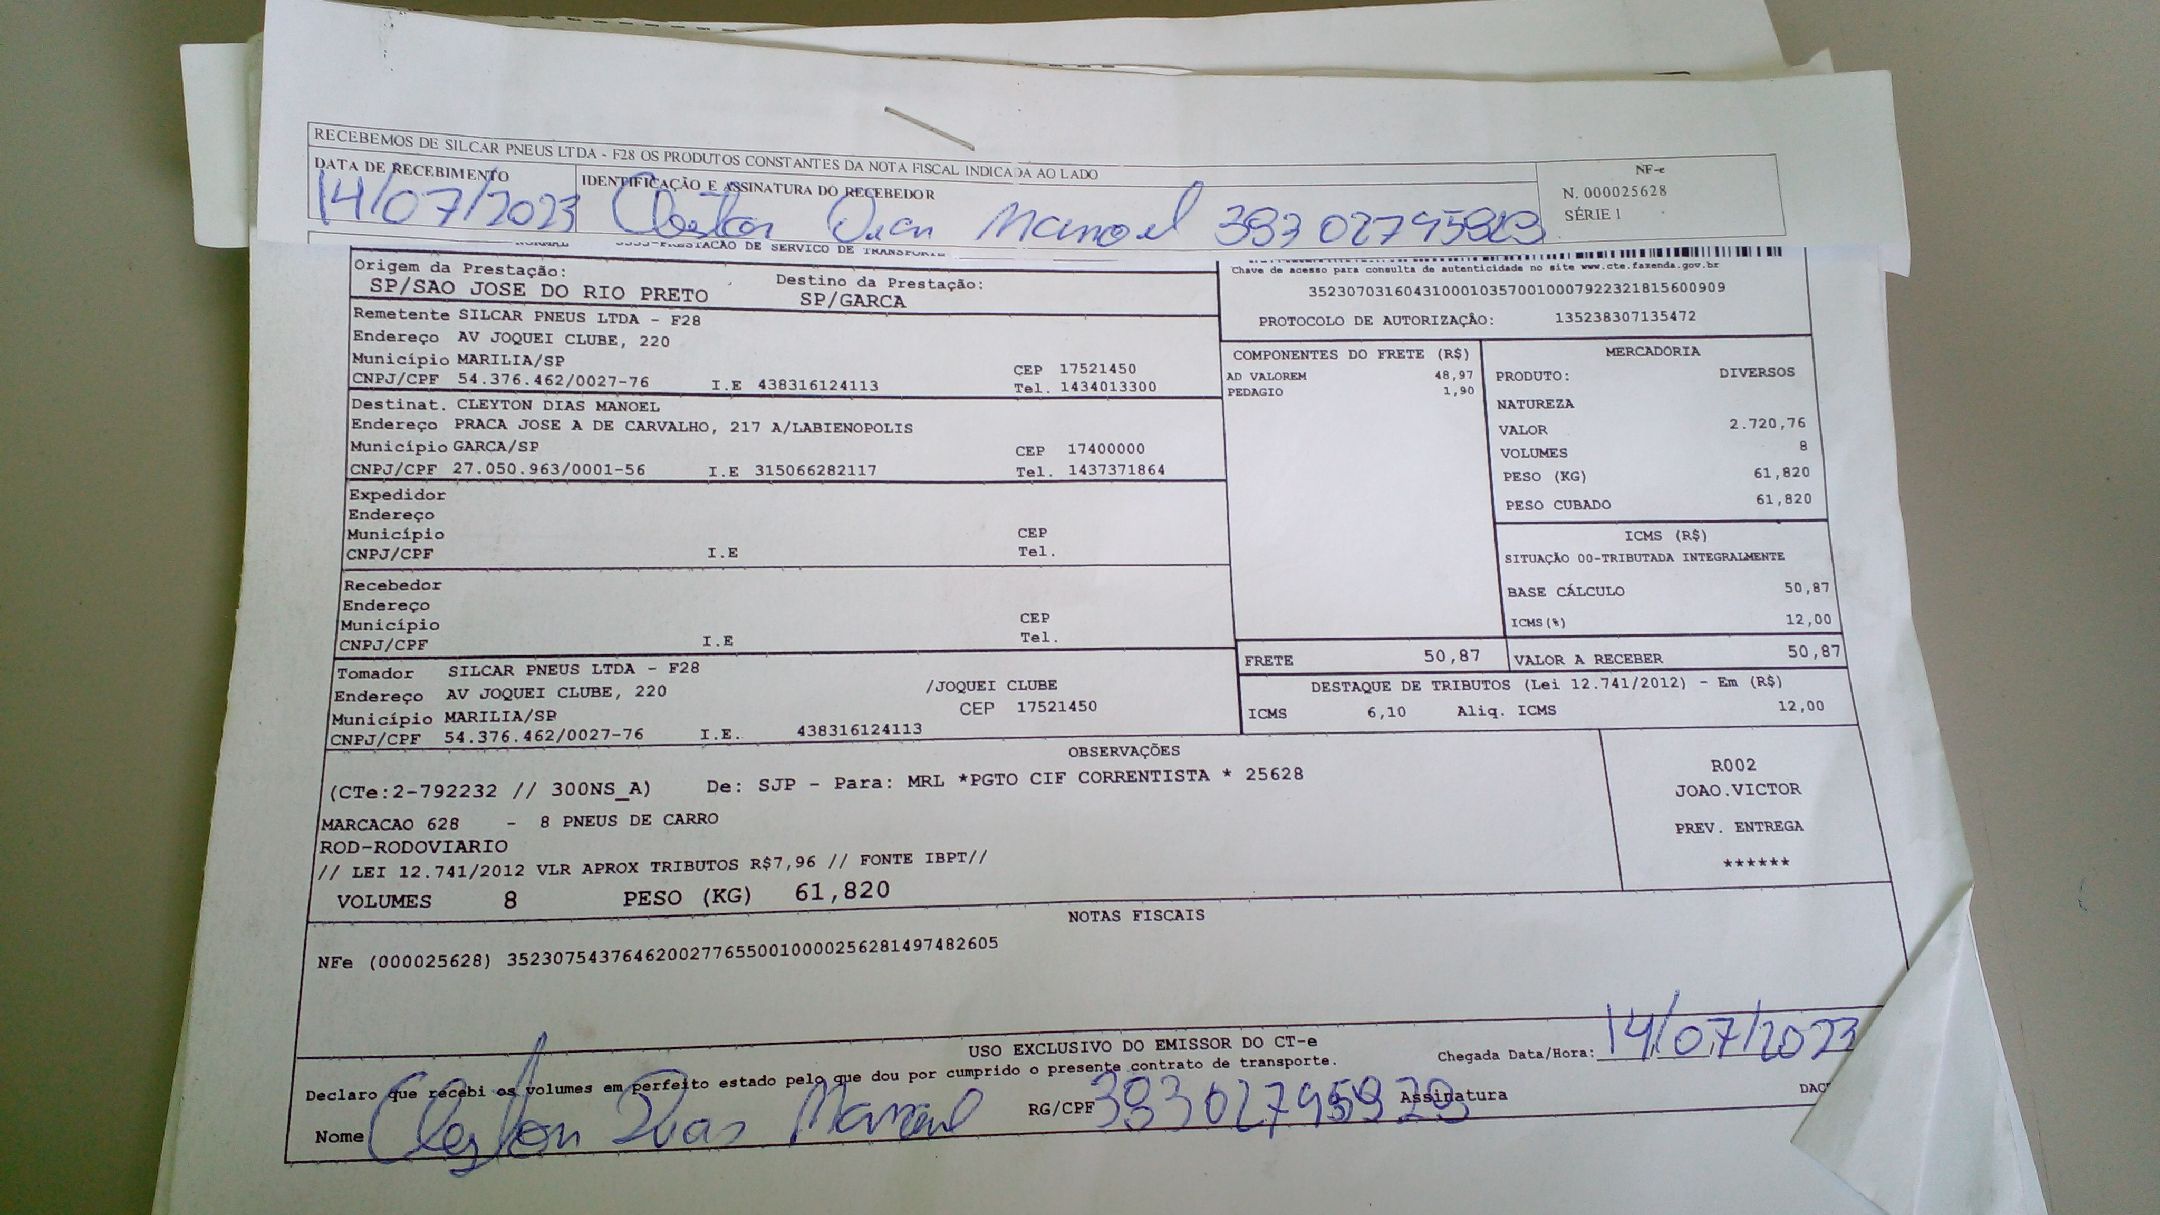 RECEBEMOS DE SILCAR PNEUS LTDA - F28 OS PRODUTOS CONSTANTES DA NOTA FISCAL INDICADA AO LADO
DATA DE RECEBIMENTO
14/07/2023
IDENTIFICAÇÃO E ASSINATURA DO RECEBEDOR
Manoel
NF-e
N. 000025628
SÉRIE 1
NORMAL 5353-PRESTACAO DE SERVICO DE TRANSPORTE
Origem da Prestação:
SP/SAO JOSE DO RIO PRETO
Destino da Prestação:
SP/GARCA
Chave de acesso para consulta de autenticidade no site www.cte.fazenda.gov.br
35230703160431000103570010007922321815600909
PROTOCOLO DE AUTORIZAÇÃO: 135238307135472
Remetente SILCAR PNEUS LTDA - F28
Endereço AV JOQUEI CLUBE, 220
Município MARILIA/SP CEP 17521450
CNPJ/CPF 54.376.462/0027-76 I.E 438316124113 Tel. 1434013300
Destinat. CLEYTON DIAS MANOEL
Endereço PRACA JOSE A DE CARVALHO, 217 A/LABIENOPOLIS
Município GARCA/SP CEP 17400000
CNPJ/CPF 27.050.963/0001-56 I.E 315066282117 Tel. 1437371864
Expedidor
Endereço
Município CEP
CNPJ/CPF I.E Tel.
Recebedor
Endereço
Município CEP
CNPJ/CPF I.E Tel.
Tomador SILCAR PNEUS LTDA - F28
Endereço AV JOQUEI CLUBE, 220 /JOQUEI CLUBE
Município MARILIA/SP CEP 17521450
CNPJ/CPF 54.376.462/0027-76 I.E. 438316124113
COMPONENTES DO FRETE (R$)
AD VALOREM 48,97
PEDAGIO 1,90
MERCADORIA
PRODUTO: DIVERSOS
NATUREZA
VALOR 2.720,76
VOLUMES 8
PESO (KG) 61,820
PESO CUBADO 61,820
ICMS (R$)
SITUAÇÃO 00-TRIBUTADA INTEGRALMENTE
BASE CÁLCULO 50,87
ICMS(%) 12,00
FRETE 50,87
VALOR A RECEBER 50,87
DESTAQUE DE TRIBUTOS (Lei 12.741/2012) - Em (R$)
ICMS 6,10 Aliq. ICMS 12,00
OBSERVAÇÕES
(CTe:2-792232 // 300NS_A) De: SJP - Para: MRL *PGTO CIF CORRENTISTA * 25628
MARCACAO 628 - 8 PNEUS DE CARRO
ROD-RODOVIARIO
// LEI 12.741/2012 VLR APROX TRIBUTOS R$7,96 // FONTE IBPT//
VOLUMES 8 PESO (KG) 61,820
R002
JOAO.VICTOR
PREV. ENTREGA
******
NOTAS FISCAIS
NFe (000025628) 35230754376462002776550010000256281497482605
USO EXCLUSIVO DO EMISSOR DO CT-e
Declaro que recebi os volumes em perfeito estado pelo que dou por cumprido o presente contrato de transporte.
Chegada Data/Hora: 14/07/2023
Nome Cleyton Dias Manoel RG/CPF Assinatura